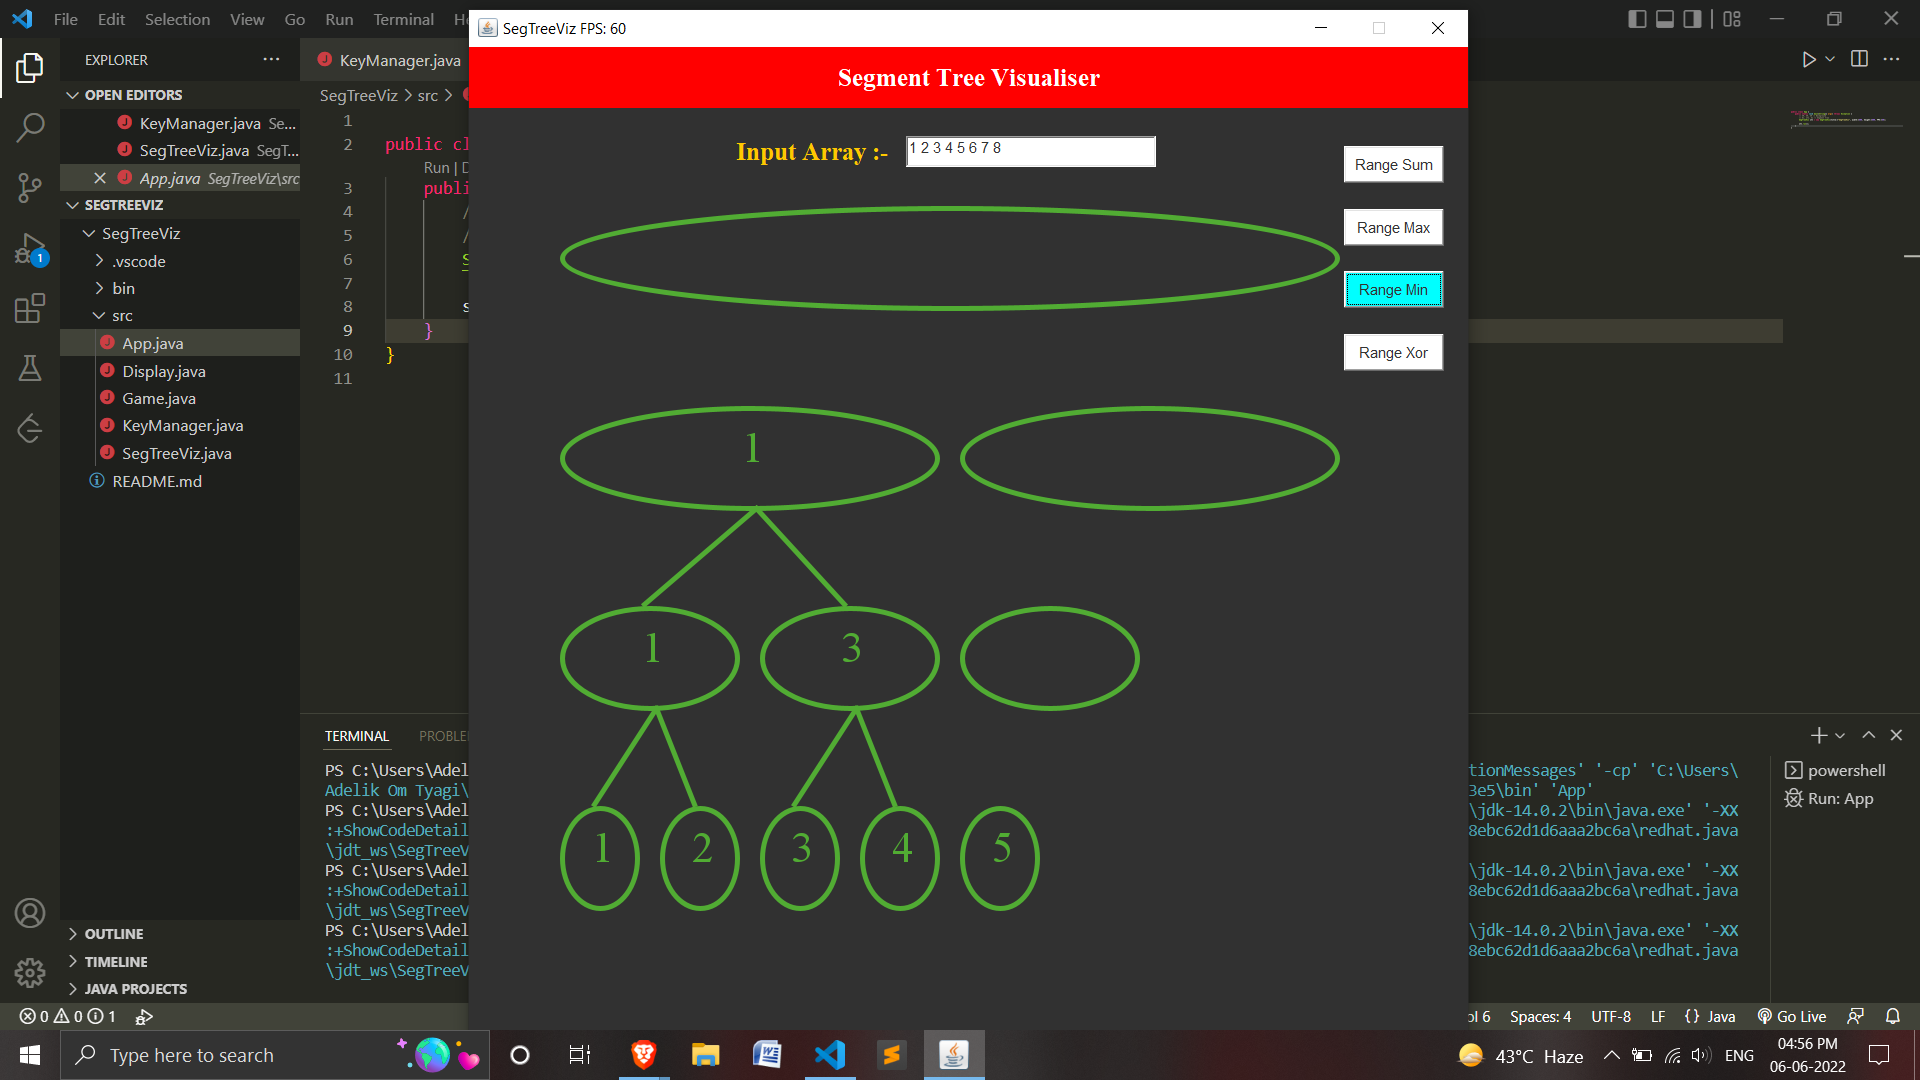 File Edit Selection View Go Run Terminal
SegTreeViz FPS: 60
EXPLORER
OPEN EDITORS
KeyManager.java Se...
SegTreeViz.java SegT...
App.java SegTreeViz\src
SEGTREEVIZ
SegTreeViz
.vscode
bin
src
App.java
Display.java
Game.java
KeyManager.java
SegTreeViz.java
README.md
OUTLINE
TIMELINE
JAVA PROJECTS
KeyManager.java
SegTreeViz > src >
1
2 public cl
Run | D
3 publi
4 /
5 /
6 S
7
8 s
9 }
10 }
11
Segment Tree Visualiser
Input Array :- 1 2 3 4 5 6 7 8
Range Sum
Range Max
Range Min
Range Xor
1
1 3
1 2 3 4 5
TERMINAL PROBLE
PS C:\Users\Adel
Adelik Om Tyagi\
PS C:\Users\Adel
:+ShowCodeDetail
\jdt_ws\SegTreeV
PS C:\Users\Adel
:+ShowCodeDetail
\jdt_ws\SegTreeV
PS C:\Users\Adel
:+ShowCodeDetail
\jdt_ws\SegTreeV
tionMessages' '-cp' 'C:\Users\
3e5\bin' 'App'
\jdk-14.0.2\bin\java.exe' '-XX
8ebc62d1d6aaa2bc6a\redhat.java
\jdk-14.0.2\bin\java.exe' '-XX
8ebc62d1d6aaa2bc6a\redhat.java
\jdk-14.0.2\bin\java.exe' '-XX
8ebc62d1d6aaa2bc6a\redhat.java
powershell
Run: App
0 0 1
ol 6 Spaces: 4 UTF-8 LF {} Java Go Live
Type here to search
43°C Haze ENG
04:56 PM
06-06-2022